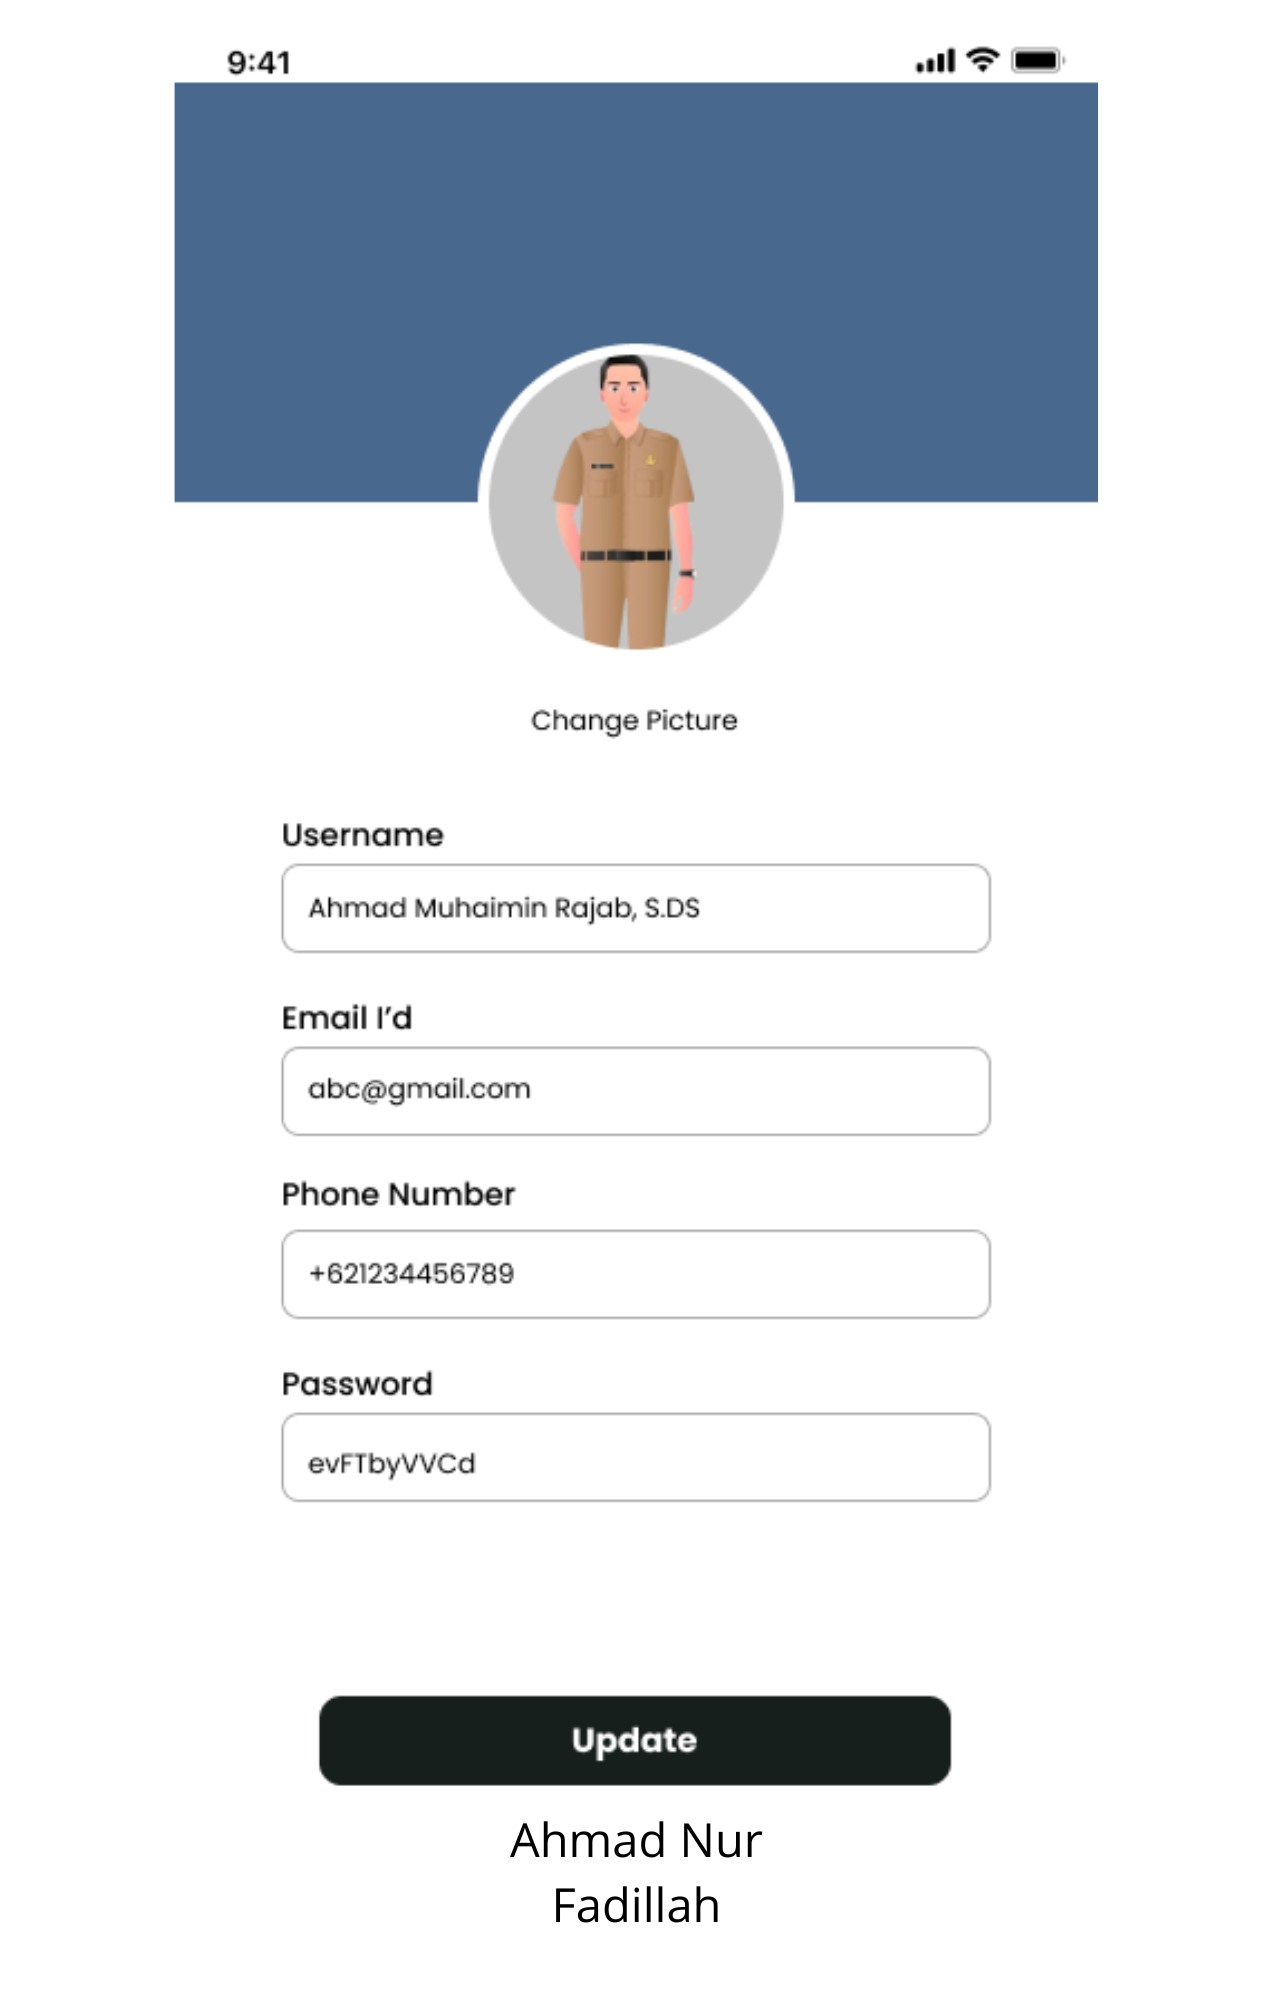 9:41
Change Picture
Username
Ahmad Muhaimin Rajab, S.DS
Email I’d
abc@gmail.com
Phone Number
+621234456789
Password
evFTbyVVCd
Update
Ahmad Nur
Fadillah